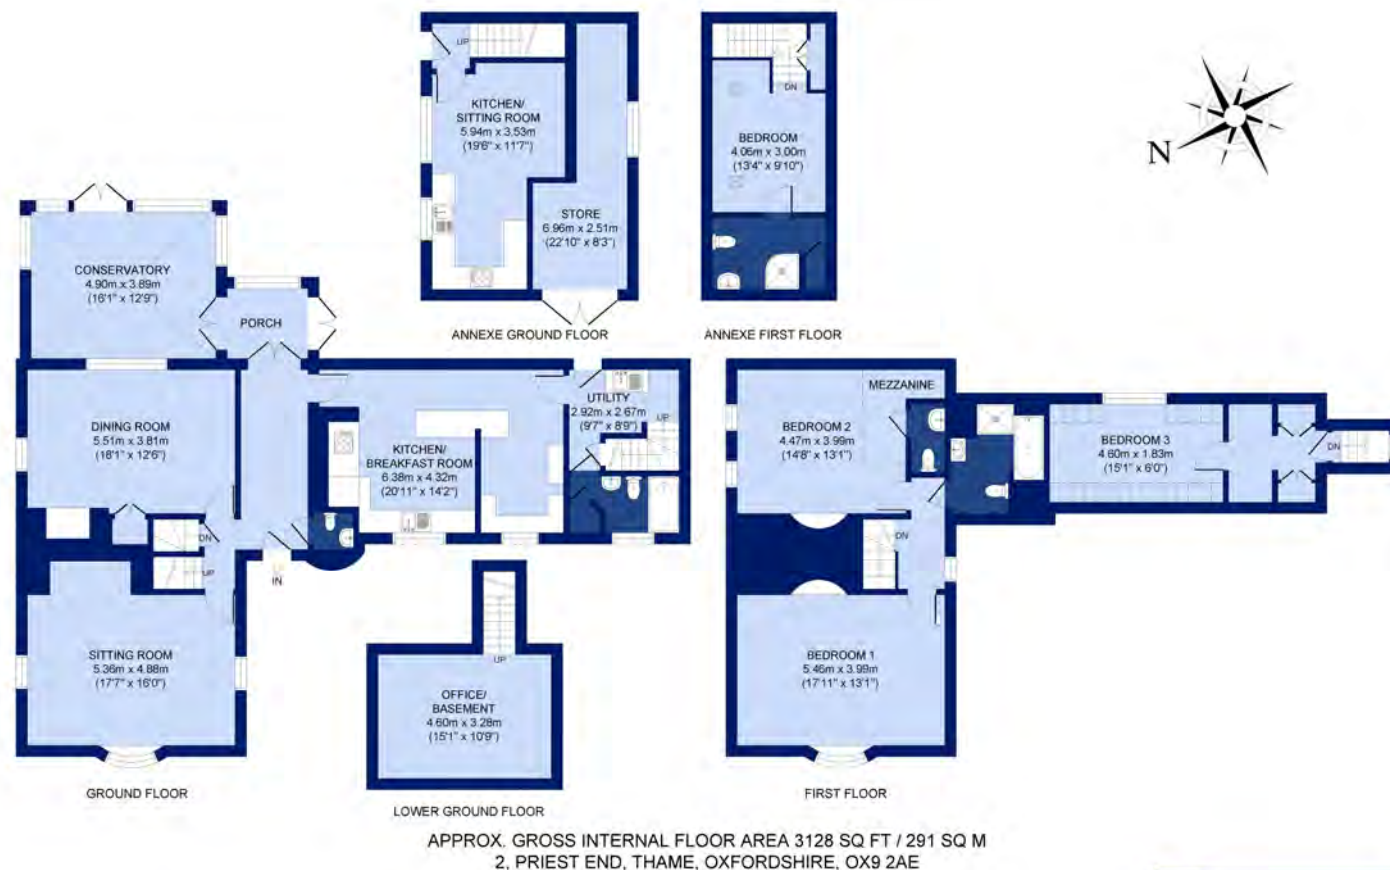 UP
KITCHEN/
SITTING ROOM
5.94m x 3.53m
(19'6" x 11'7")
STORE
6.96m x 2.51m
(22'10" x 8'3")
ANNEXE GROUND FLOOR
DN
BEDROOM
4.06m x 3.00m
(13'4" x 9'10")
ANNEXE FIRST FLOOR
N
CONSERVATORY
4.90m x 3.89m
(16'1" x 12'9")
PORCH
DINING ROOM
5.51m x 3.81m
(18'1" x 12'6")
KITCHEN/
BREAKFAST ROOM
6.38m x 4.32m
(20'11" x 14'2")
UTILITY
2.92m x 2.67m
(9'7" x 8'9")
UP
DN
UP
IN
SITTING ROOM
5.36m x 4.88m
(17'7" x 16'0")
GROUND FLOOR
UP
OFFICE/
BASEMENT
4.60m x 3.28m
(15'1" x 10'9")
LOWER GROUND FLOOR
MEZZANINE
BEDROOM 2
4.47m x 3.99m
(14'8" x 13'1")
BEDROOM 3
4.60m x 1.83m
(15'1" x 6'0")
DN
DN
BEDROOM 1
5.46m x 3.99m
(17'11" x 13'1")
FIRST FLOOR
APPROX. GROSS INTERNAL FLOOR AREA 3128 SQ FT / 291 SQ M
2, PRIEST END, THAME, OXFORDSHIRE, OX9 2AE